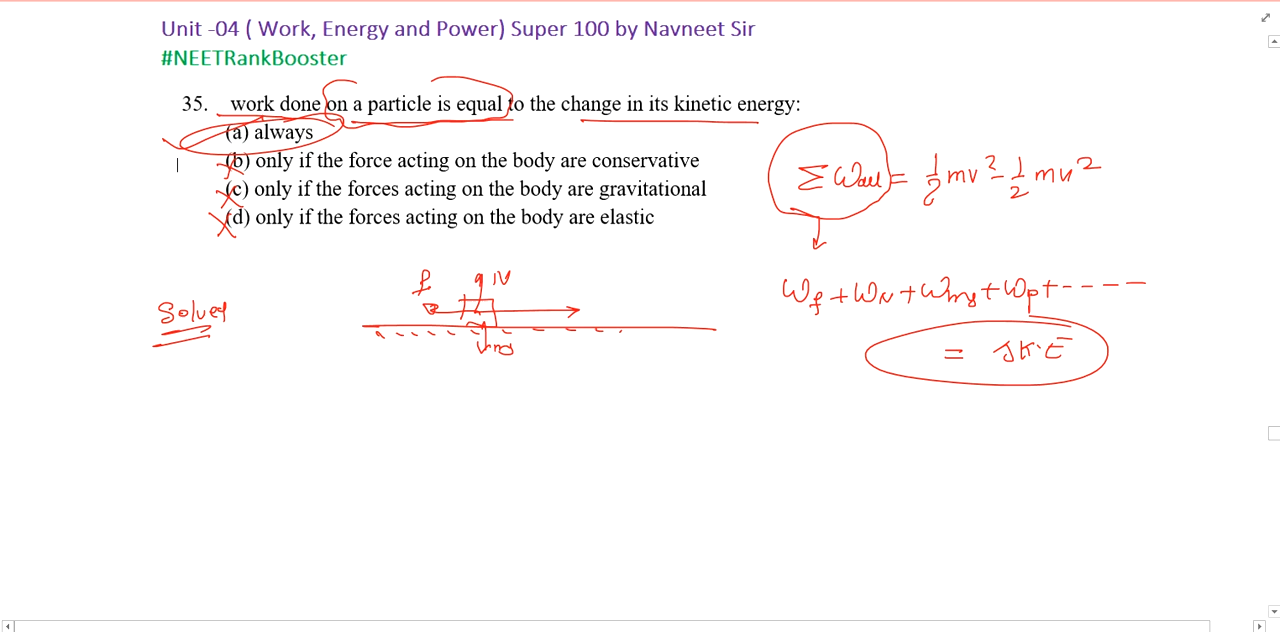 Unit -04 ( Work, Energy and Power) Super 100 by Navneet Sir
#NEETRankBooster
35. work done on a particle is equal to the change in its kinetic energy:
(a) always
(b) only if the force acting on the body are conservative
(c) only if the forces acting on the body are gravitational
(d) only if the forces acting on the body are elastic
Σ Wall = 1/2 mv² - 1/2 mu²
Wf + WN + Wmg + Wp + - - - -
= ΔK.E
Solved
f N
mg